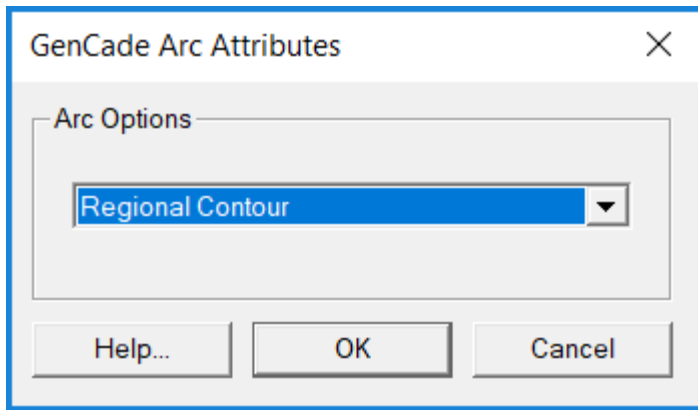 GenCade Arc Attributes
Arc Options
Regional Contour
Help... OK Cancel